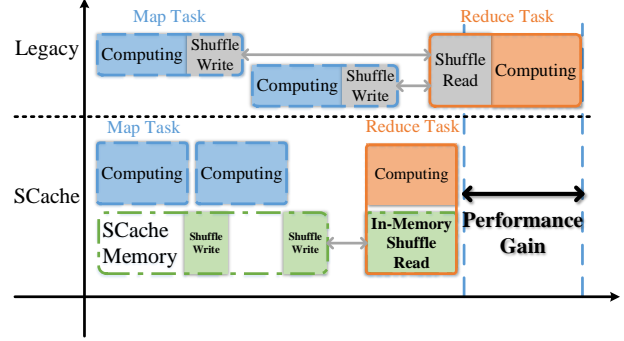 Map Task
Reduce Task
Legacy
Computing
Shuffle
Write
Computing
Shuffle
Write
Shuffle
Read
Computing
Map Task
Reduce Task
SCache
Computing
Computing
Computing
SCache
Memory
Shuffle
Write
Shuffle
Write
In-Memory
Shuffle
Read
Performance
Gain